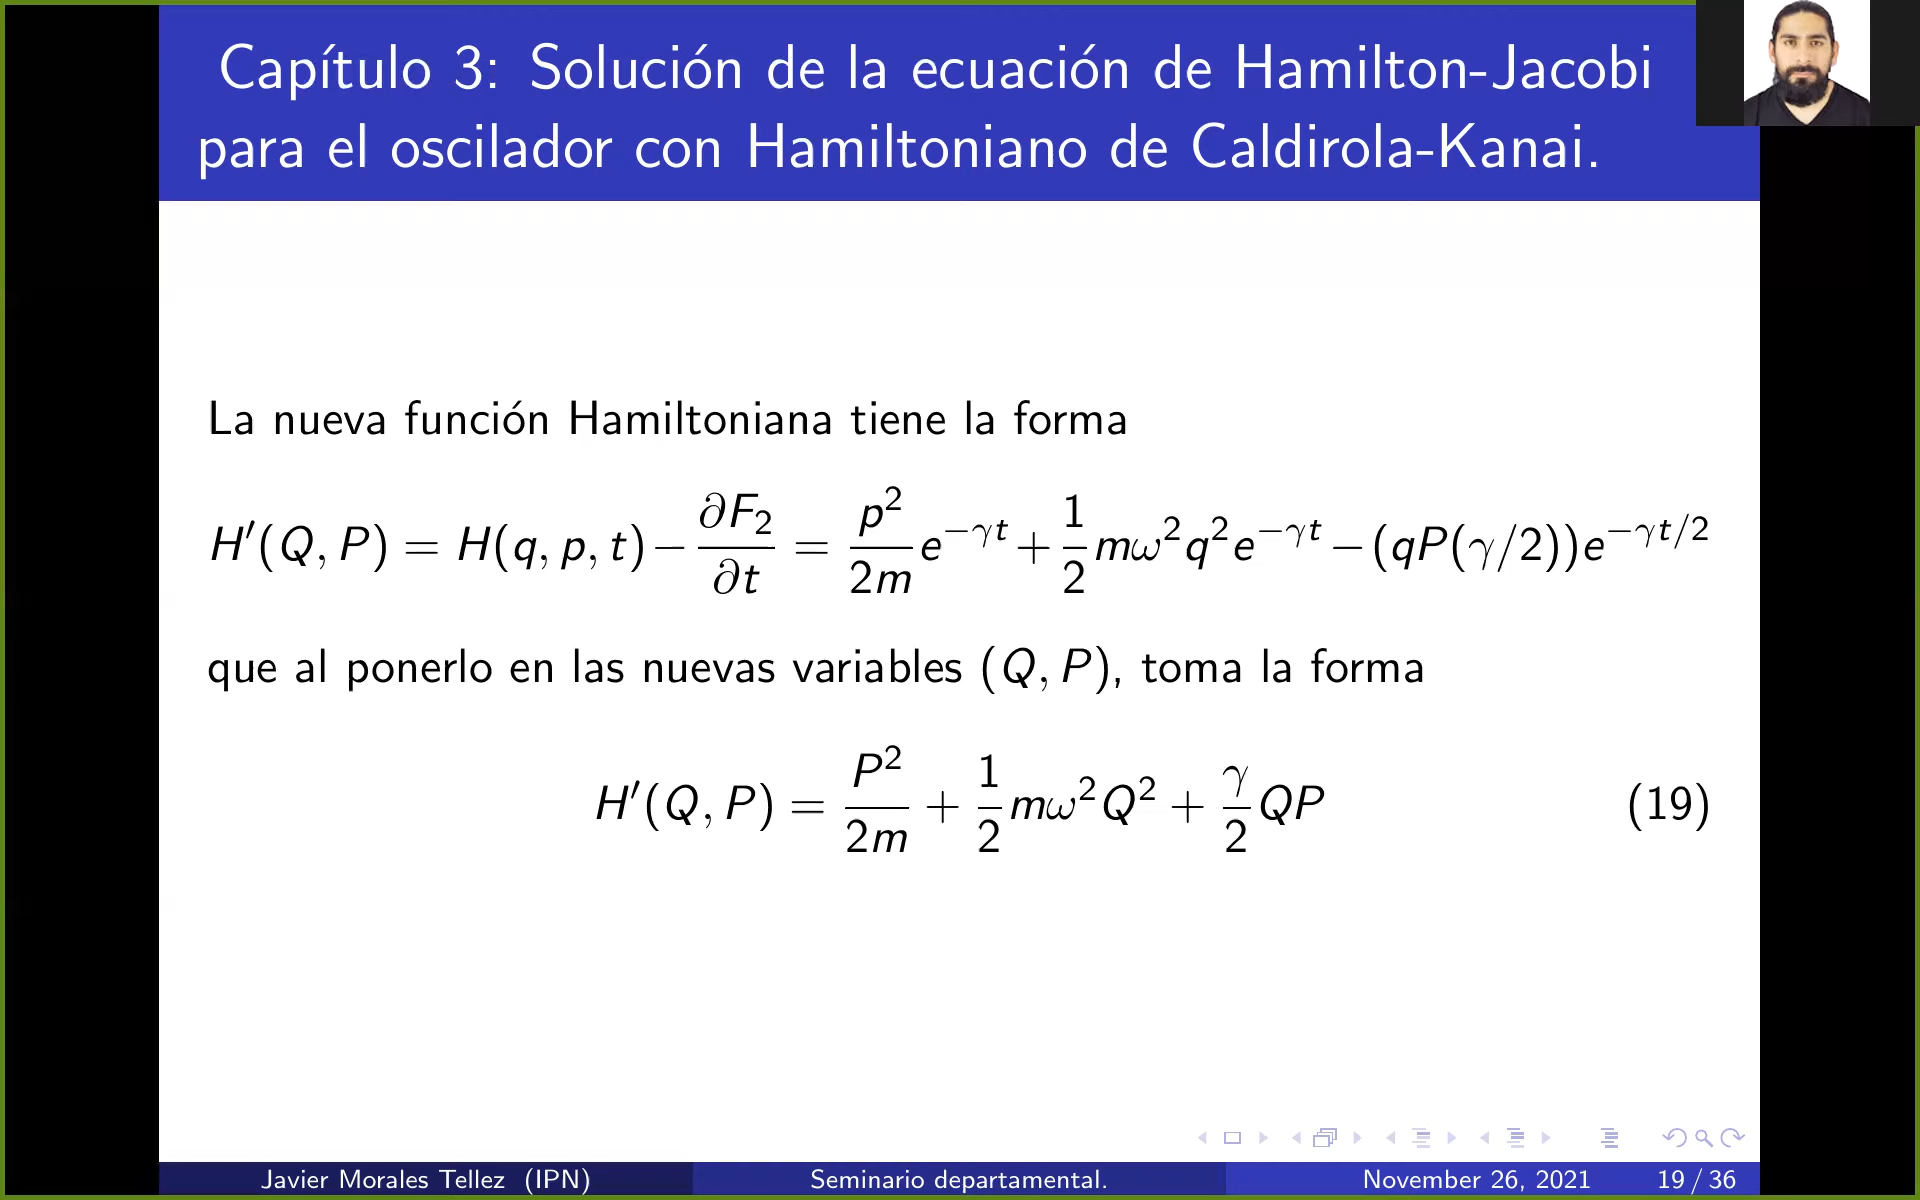 Capítulo 3: Solución de la ecuación de Hamilton-Jacobi
para el oscilador con Hamiltoniano de Caldirola-Kanai.
La nueva función Hamiltoniana tiene la forma
H′(Q, P) = H(q, p, t) − ∂F₂/∂t = p²/2m e^{−γt} + 1/2 mω²q²e^{−γt} − (qP(γ/2))e^{−γt/2}
que al ponerlo en las nuevas variables (Q, P), toma la forma
H′(Q, P) = P²/2m + 1/2 mω²Q² + γ/2 QP (19)
Javier Morales Tellez (IPN) Seminario departamental. November 26, 2021 19 / 36